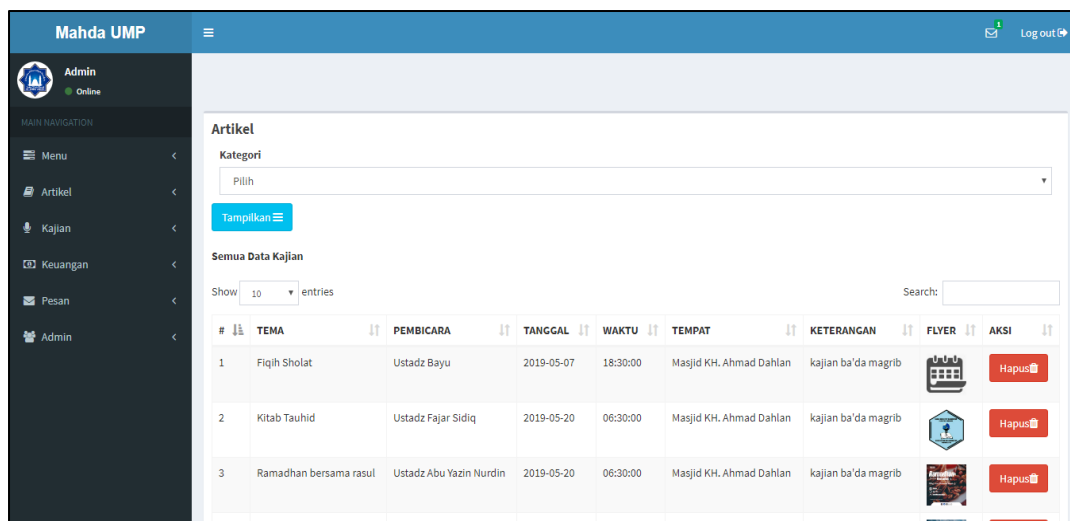 Mahda UMP
1
Log out
Admin
Online
MAIN NAVIGATION
Menu
Artikel
Kajian
Keuangan
Pesan
Admin
Artikel
Kategori
Pilih
Tampilkan
Semua Data Kajian
Show 10 entries Search:
# TEMA PEMBICARA TANGGAL WAKTU TEMPAT KETERANGAN FLYER AKSI
1 Fiqih Sholat Ustadz Bayu 2019-05-07 18:30:00 Masjid KH. Ahmad Dahlan kajian ba'da magrib Hapus
2 Kitab Tauhid Ustadz Fajar Sidiq 2019-05-20 06:30:00 Masjid KH. Ahmad Dahlan kajian ba'da magrib Hapus
3 Ramadhan bersama rasul Ustadz Abu Yazin Nurdin 2019-05-20 06:30:00 Masjid KH. Ahmad Dahlan kajian ba'da magrib Hapus